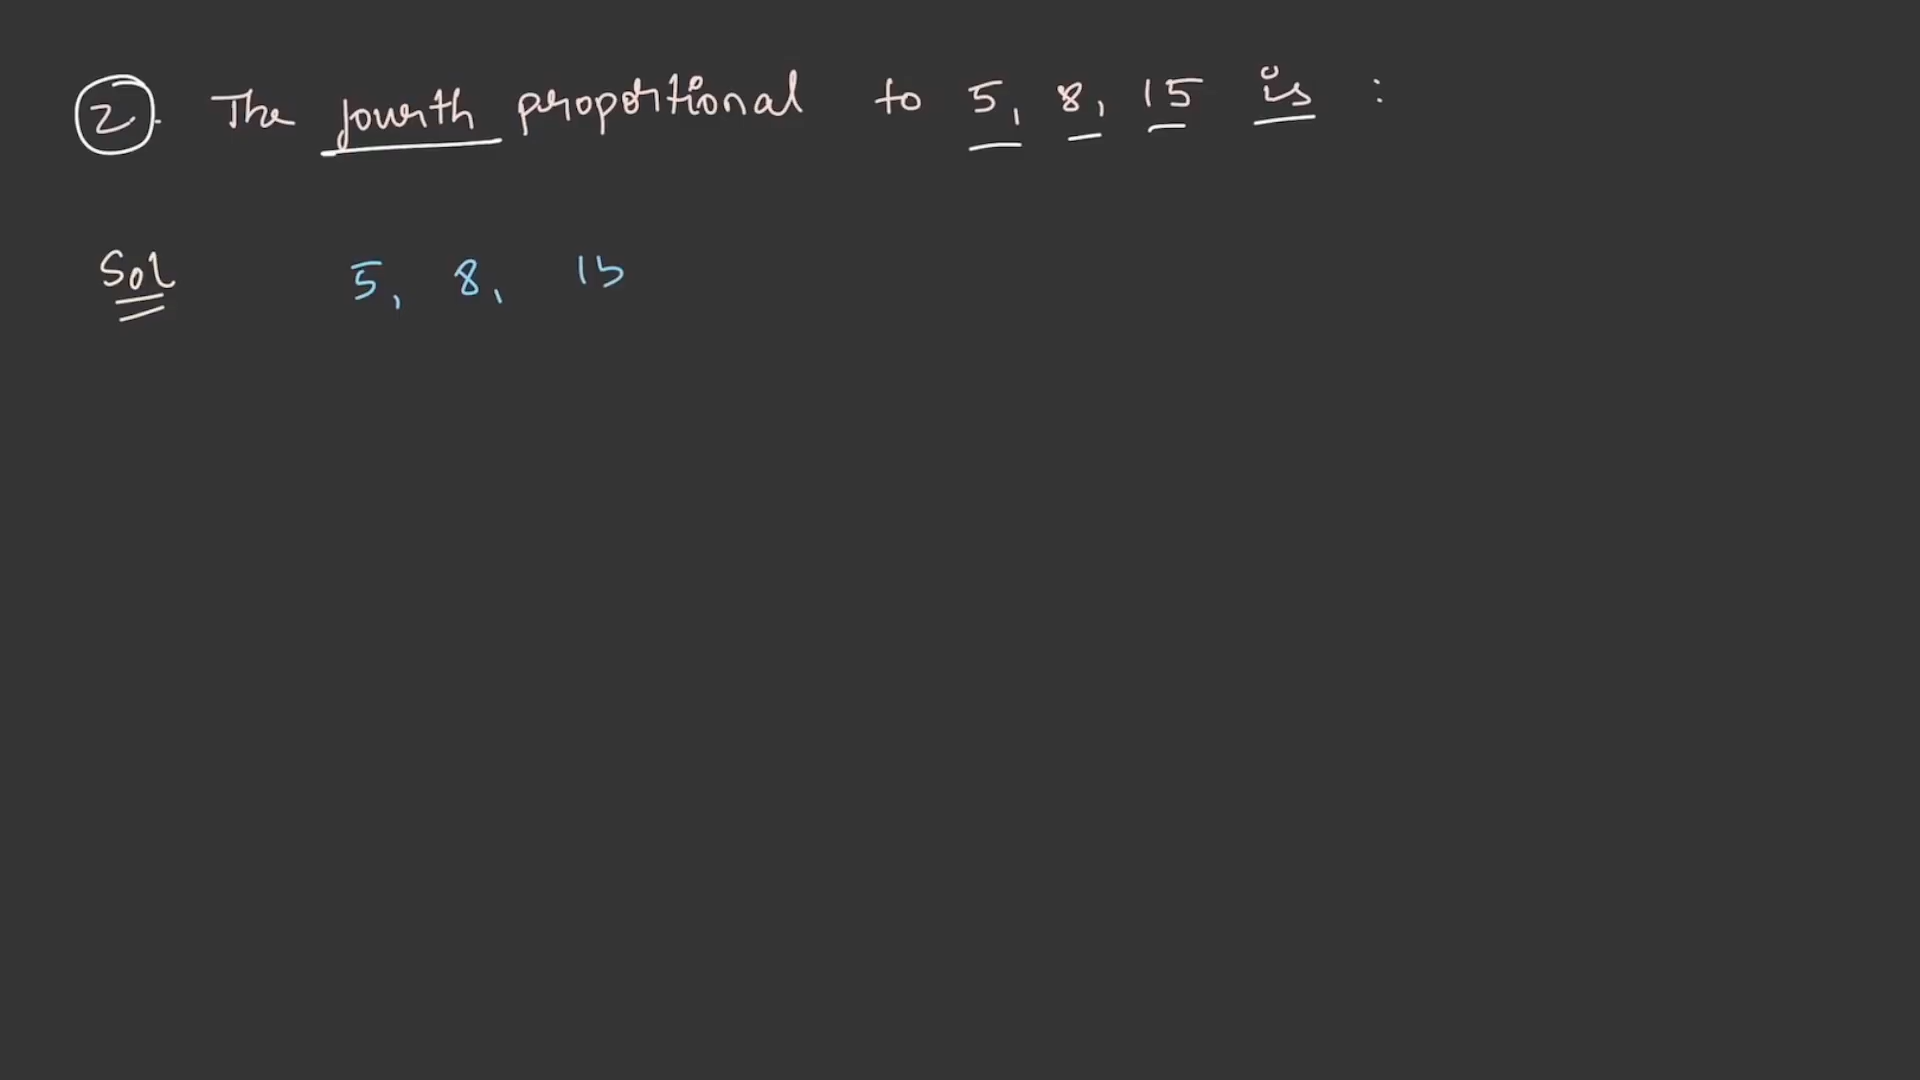 2. The fourth proportional to 5, 8, 15 is :
Sol 5, 8, 15